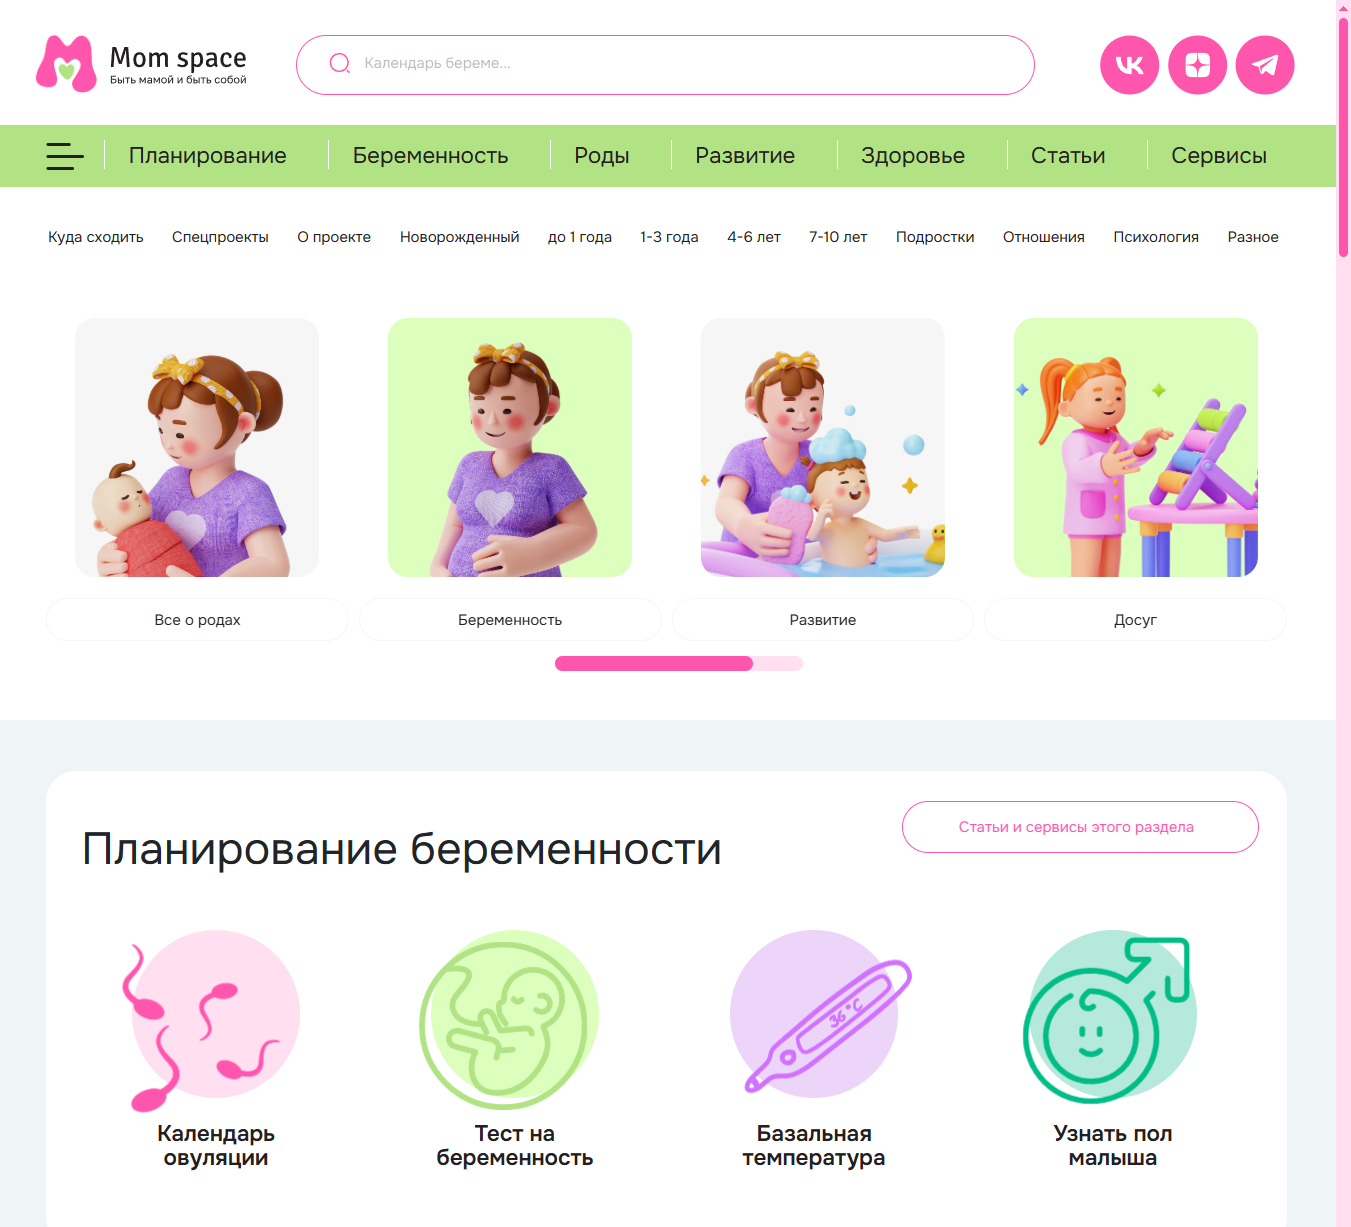 Mom space
Быть мамой и быть собой
Календарь береме...
Планирование
Беременность
Роды
Развитие
Здоровье
Статьи
Сервисы
Куда сходить
Спецпроекты
О проекте
Новорожденный
до 1 года
1-3 года
4-6 лет
7-10 лет
Подростки
Отношения
Психология
Разное
Все о родах
Беременность
Развитие
Досуг
Планирование беременности
Статьи и сервисы этого раздела
36 °C
Календарь
овуляции
Тест на
беременность
Базальная
температура
Узнать пол
малыша